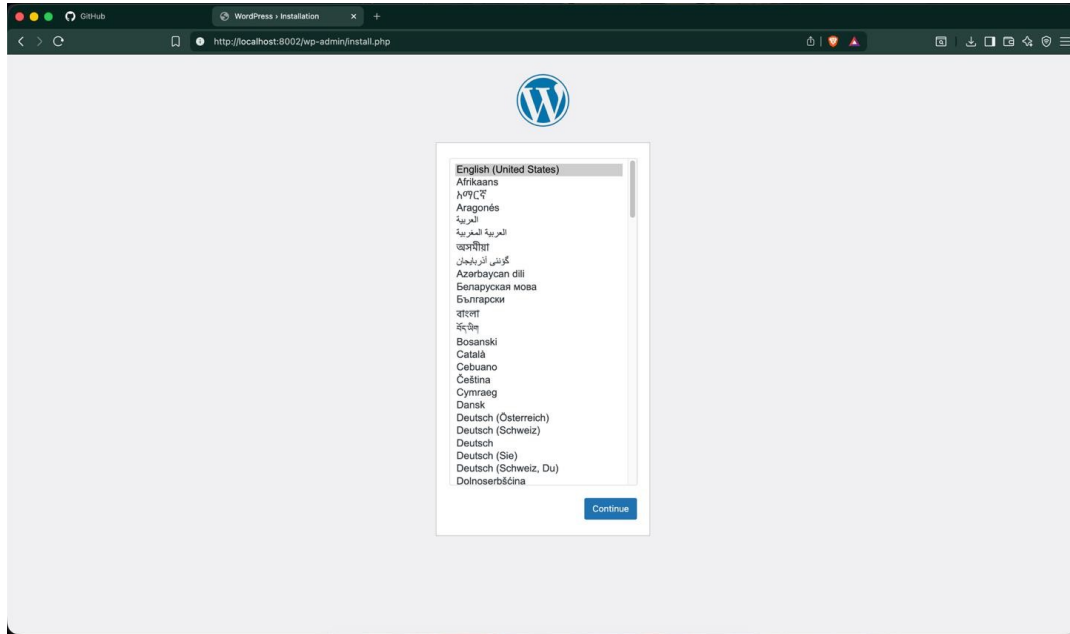 GitHub
WordPress › Installation
http://localhost:8002/wp-admin/install.php
English (United States)
Afrikaans
አማርኛ
Aragonés
العربية
العربية المغربية
অসমীয়া
گؤنئی آذربایجان
Azərbaycan dili
Беларуская мова
Български
বাংলা
བོད་ཡིག
Bosanski
Català
Cebuano
Čeština
Cymraeg
Dansk
Deutsch (Österreich)
Deutsch (Schweiz)
Deutsch
Deutsch (Sie)
Deutsch (Schweiz, Du)
Dolnoserbšćina
Continue